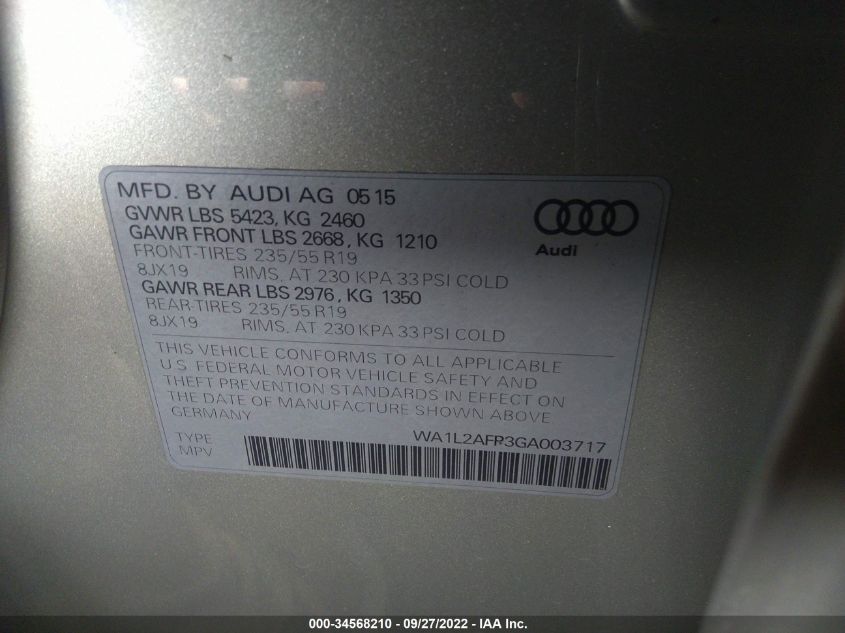 MFD. BY AUDI AG 05 15
GVWR LBS 5423, KG 2460
GAWR FRONT LBS 2668, KG 1210
FRONT-TIRES 235/55 R19
8JX19 RIMS, AT 230 KPA 33 PSI COLD
GAWR REAR LBS 2976, KG 1350
REAR-TIRES 235/55 R19
8JX19 RIMS, AT 230 KPA 33 PSI COLD
Audi
THIS VEHICLE CONFORMS TO ALL APPLICABLE
U.S. FEDERAL MOTOR VEHICLE SAFETY AND
THEFT PREVENTION STANDARDS IN EFFECT ON
THE DATE OF MANUFACTURE SHOWN ABOVE
GERMANY
WA1L2AFP3GA003717
TYPE
MPV
000-34568210 - 09/27/2022 - IAA Inc.